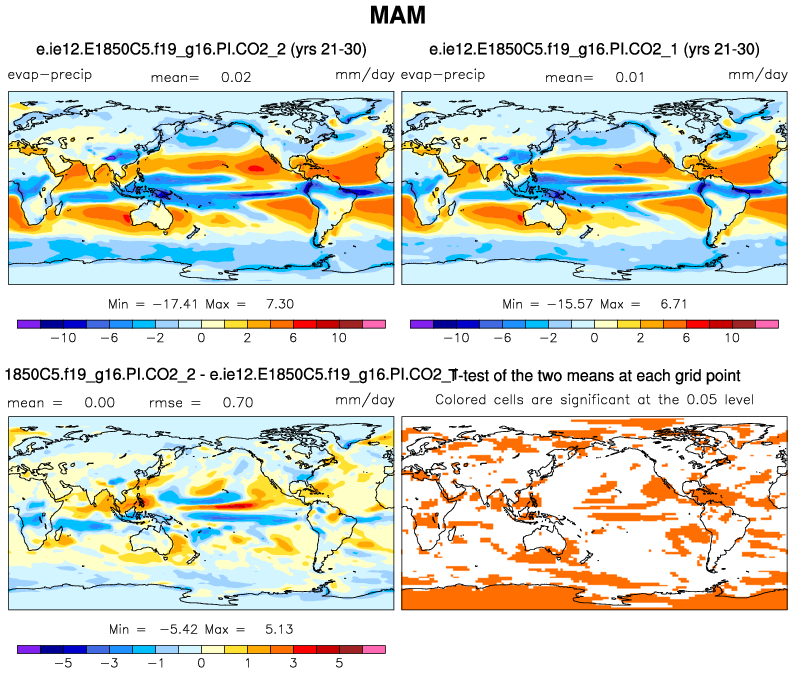 MAM
e.ie12.E1850C5.f19_g16.PI.CO2_2 (yrs 21-30)
e.ie12.E1850C5.f19_g16.PI.CO2_1 (yrs 21-30)
evap-precip mean= 0.02 mm/day
evap-precip mean= 0.01 mm/day
Min = -17.41 Max = 7.30
Min = -15.57 Max = 6.71
-10 -6 -2 0 2 6 10
-10 -6 -2 0 2 6 10
1850C5.f19_g16.PI.CO2_2 - e.ie12.E1850C5.f19_g16.PI.CO2_1
T-test of the two means at each grid point
mean = 0.00 rmse = 0.70 mm/day
Colored cells are significant at the 0.05 level
Min = -5.42 Max = 5.13
-5 -3 -1 0 1 3 5